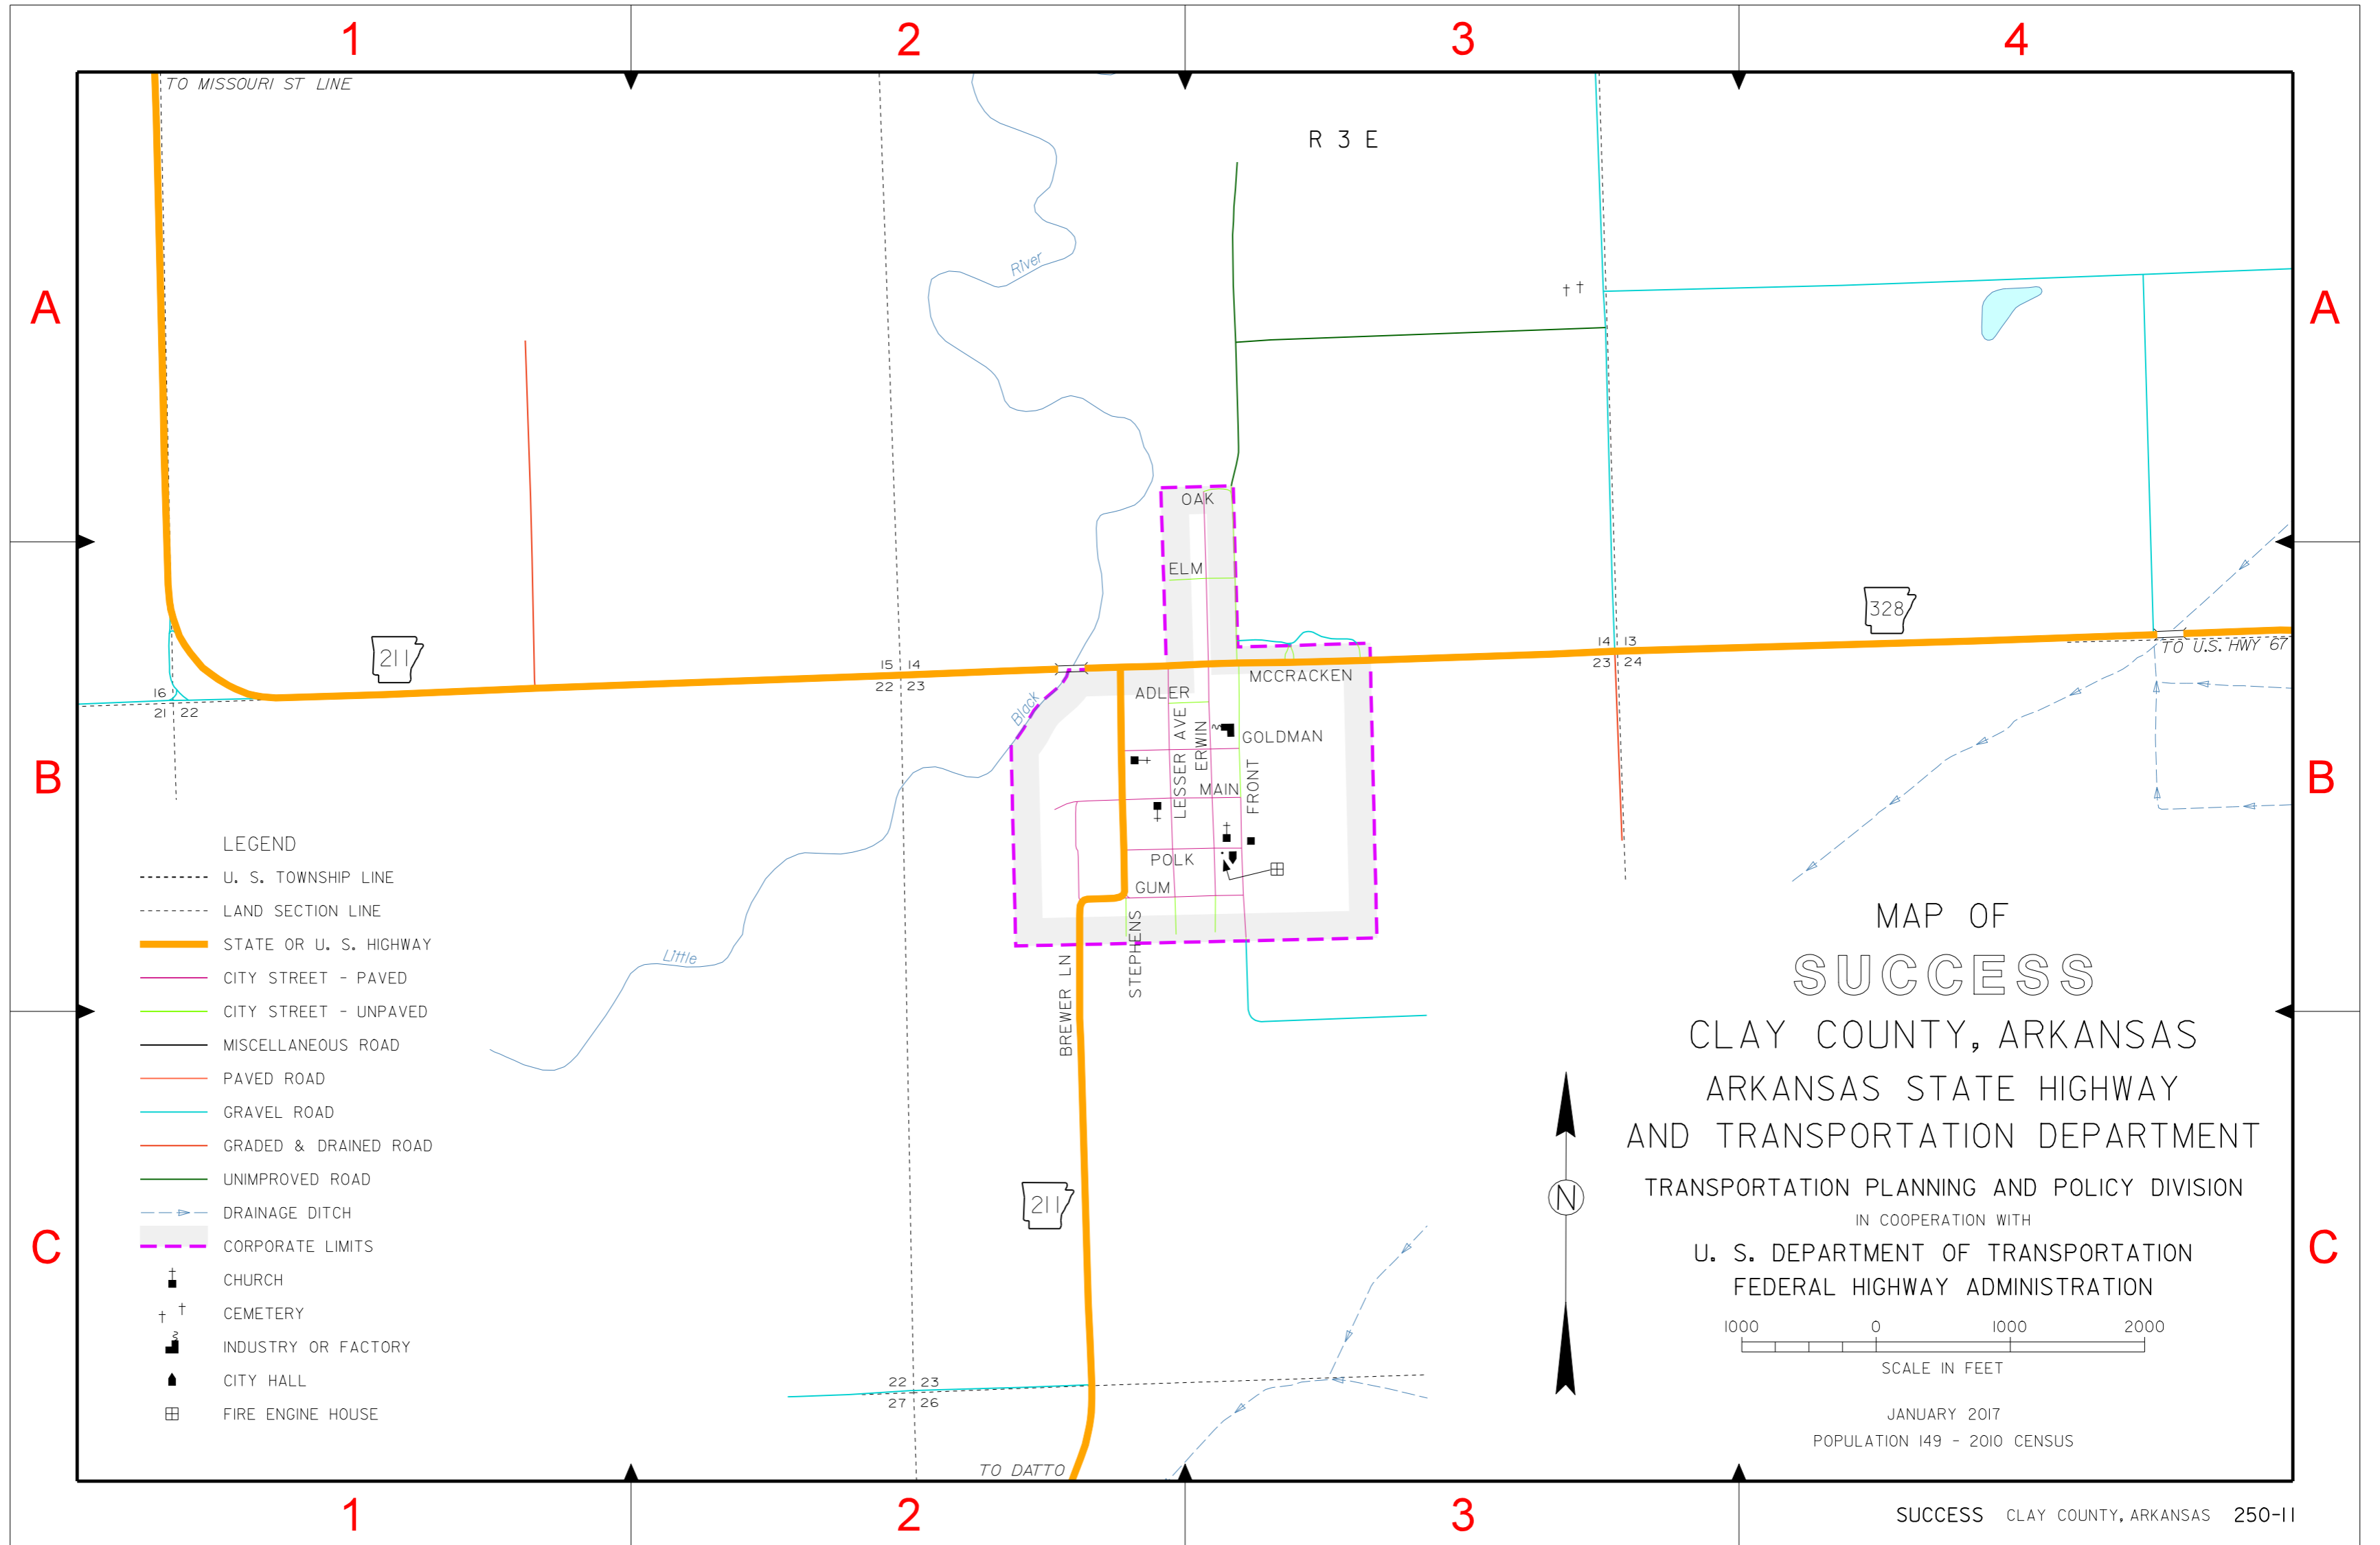 1 2 3 4
TO MISSOURI ST LINE
R 3 E
River
A A
OAK
ELM
328
211
14 13
15 14
TO U.S. HWY 67
23 24
22 23
MCCRACKEN
16
ADLER
21 22
Black
LESSER AVE
ERWIN
GOLDMAN
B B
FRONT
MAIN
POLK
GUM
STEPHENS
BREWER LN
Little
LEGEND
U. S. TOWNSHIP LINE
LAND SECTION LINE
STATE OR U. S. HIGHWAY
CITY STREET - PAVED
CITY STREET - UNPAVED
MISCELLANEOUS ROAD
PAVED ROAD
GRAVEL ROAD
GRADED & DRAINED ROAD
UNIMPROVED ROAD
DRAINAGE DITCH
CORPORATE LIMITS
CHURCH
CEMETERY
INDUSTRY OR FACTORY
CITY HALL
FIRE ENGINE HOUSE
MAP OF
SUCCESS
CLAY COUNTY, ARKANSAS
ARKANSAS STATE HIGHWAY
AND TRANSPORTATION DEPARTMENT
TRANSPORTATION PLANNING AND POLICY DIVISION
IN COOPERATION WITH
U. S. DEPARTMENT OF TRANSPORTATION
FEDERAL HIGHWAY ADMINISTRATION
N
211
C C
1000 0 1000 2000
SCALE IN FEET
22 23
27 26
JANUARY 2017
POPULATION 149 - 2010 CENSUS
TO DATTO
1 2 3
SUCCESS CLAY COUNTY, ARKANSAS 250-11